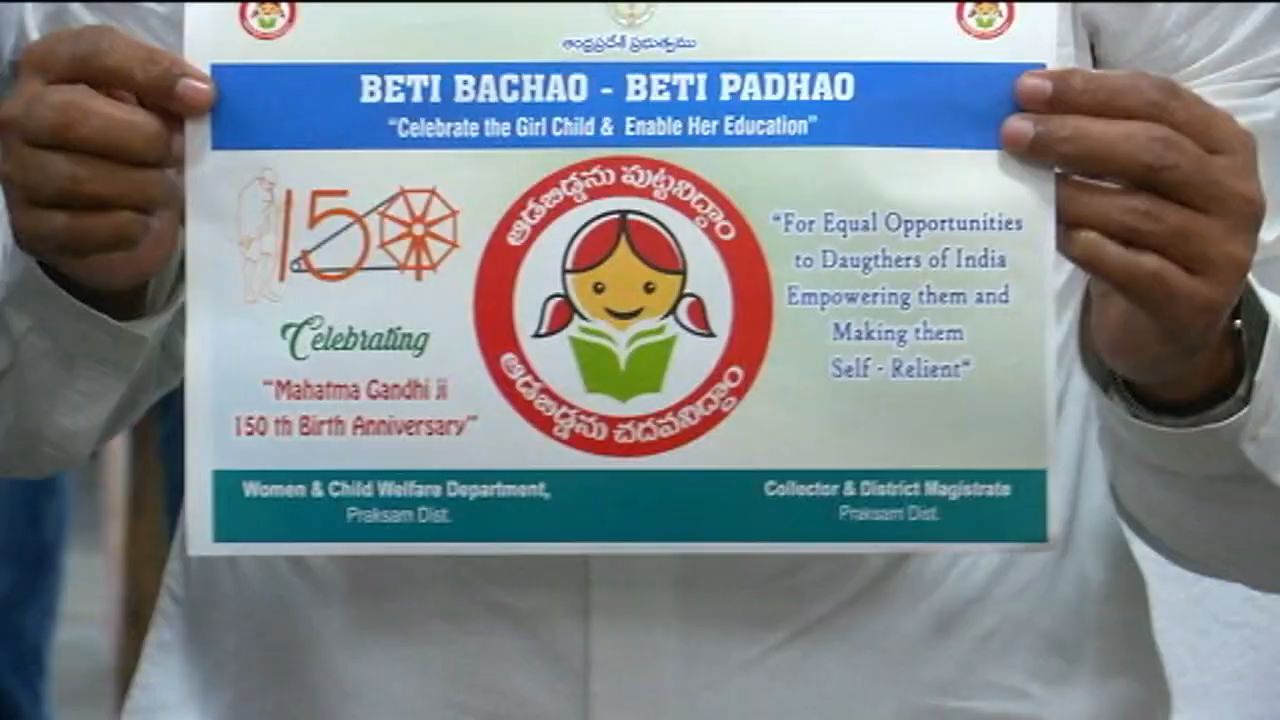 ఆంధ్రప్రదేశ్ ప్రభుత్వము
BETI BACHAO - BETI PADHAO
"Celebrate the Girl Child & Enable Her Education"
150
Celebrating
"Mahatma Gandhi ji
150 th Birth Anniversary"
ఆడబిడ్డను పుట్టనిద్దాం
ఆడబిడ్డను చదవనిద్దాం
"For Equal Opportunities
to Daugthers of India
Empowering them and
Making them
Self - Relient"
Women & Child Welfare Department,
Praksam Dist.
Collector & District Magistrate
Praksam Dist.